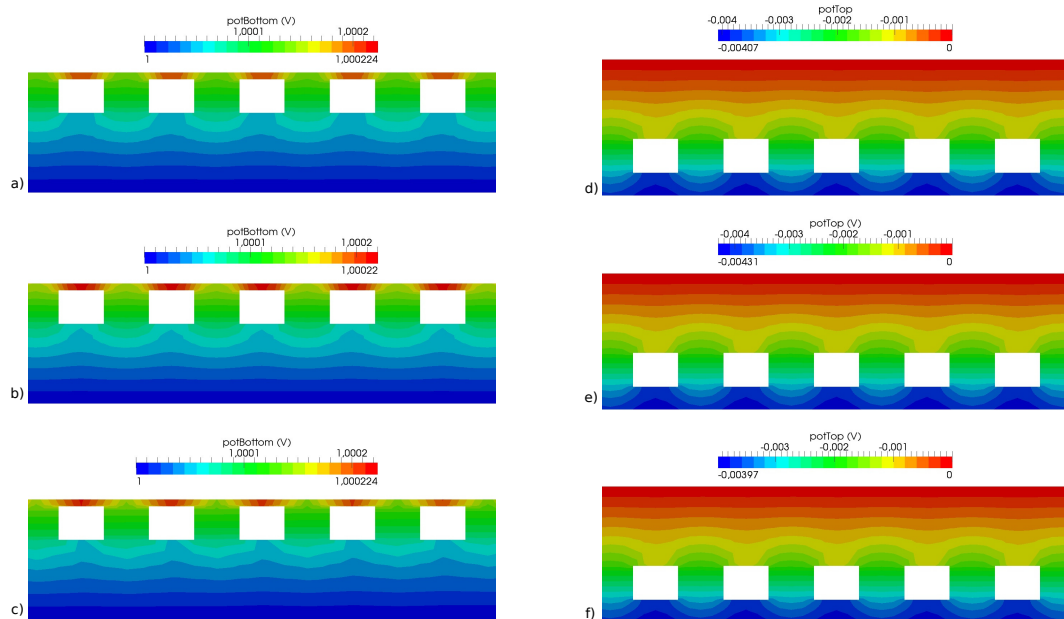 potBottom (V)
1,0001 1,0002
1 1,000224
a)
potBottom (V)
1,0001 1,0002
1 1,00022
b)
potBottom (V)
1,0001 1,0002
1 1,000224
c)
potTop
-0,004 -0,003 -0,002 -0,001
-0,00407 0
d)
potTop (V)
-0,004 -0,003 -0,002 -0,001
-0,00431 0
e)
potTop (V)
-0,003 -0,002 -0,001
-0,00397 0
f)